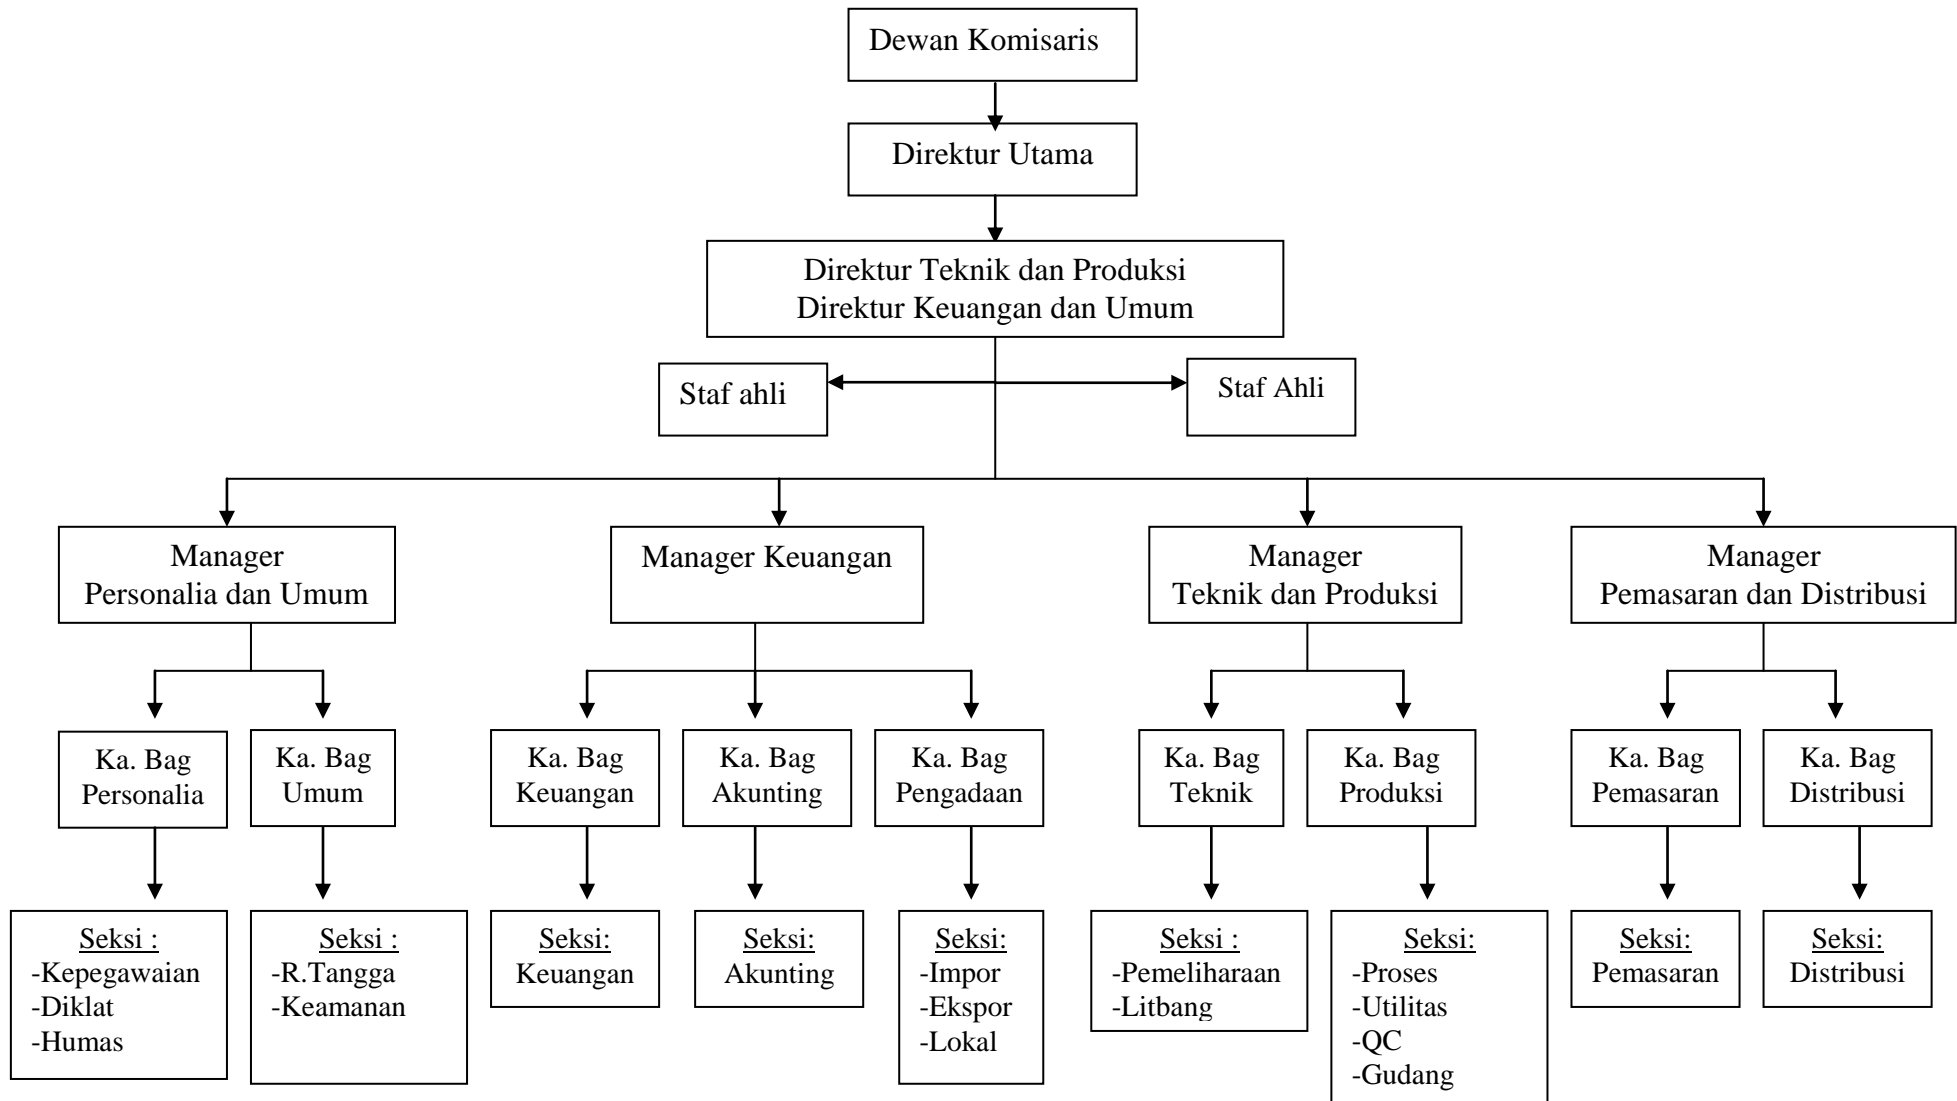 Dewan Komisaris
Direktur Utama
Direktur Teknik dan Produksi
Direktur Keuangan dan Umum
Staf ahli
Staf Ahli
Manager
Personalia dan Umum
Manager Keuangan
Manager
Teknik dan Produksi
Manager
Pemasaran dan Distribusi
Ka. Bag
Personalia
Ka. Bag
Umum
Ka. Bag
Keuangan
Ka. Bag
Akunting
Ka. Bag
Pengadaan
Ka. Bag
Teknik
Ka. Bag
Produksi
Ka. Bag
Pemasaran
Ka. Bag
Distribusi
Seksi :
-Kepegawaian
-Diklat
-Humas
Seksi :
-R.Tangga
-Keamanan
Seksi:
Keuangan
Seksi:
Akunting
Seksi:
-Impor
-Ekspor
-Lokal
Seksi :
-Pemeliharaan
-Litbang
Seksi:
-Proses
-Utilitas
-QC
-Gudang
Seksi:
Pemasaran
Seksi:
Distribusi